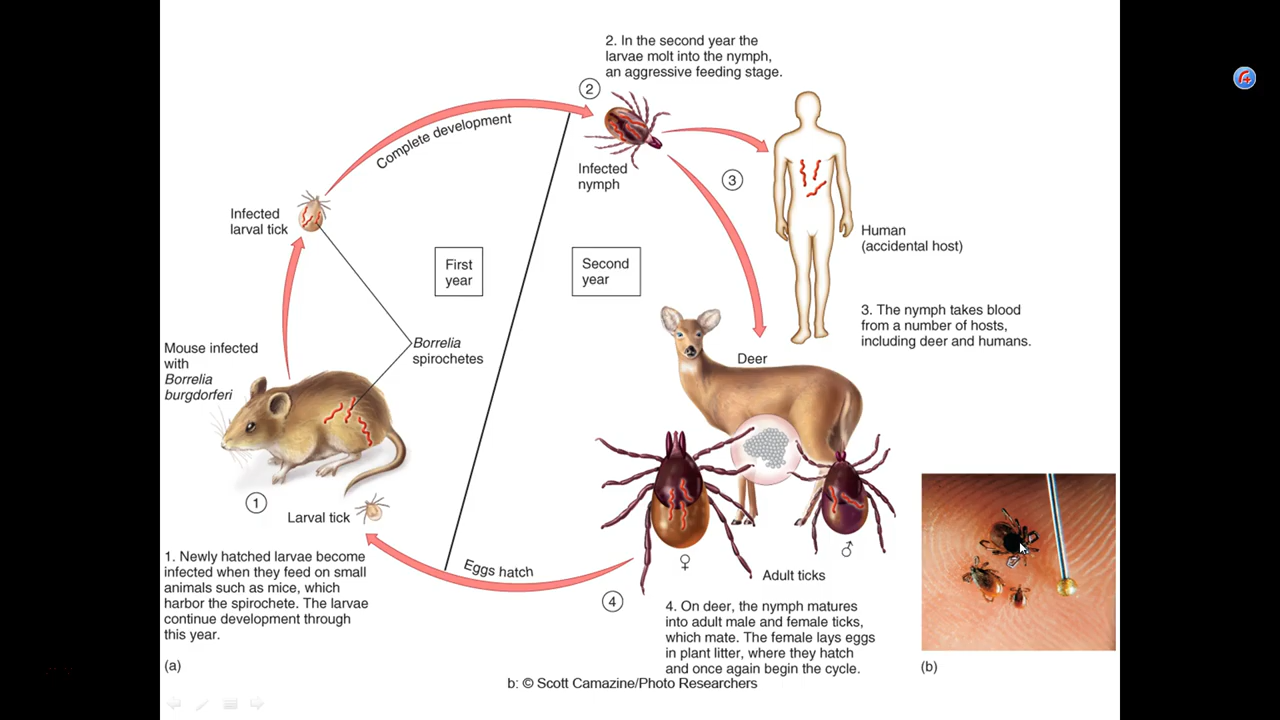 2. In the second year the
larvae molt into the nymph,
an aggressive feeding stage.
2
Complete development
Infected
nymph
3
Infected
larval tick
Human
(accidental host)
First
year
Second
year
3. The nymph takes blood
from a number of hosts,
including deer and humans.
Borrelia
spirochetes
Mouse infected
with
Borrelia
burgdorferi
Deer
1
Larval tick
1. Newly hatched larvae become
infected when they feed on small
animals such as mice, which
harbor the spirochete. The larvae
continue development through
this year.
Eggs hatch
♀
♂
Adult ticks
4
4. On deer, the nymph matures
into adult male and female ticks,
which mate. The female lays eggs
in plant litter, where they hatch
and once again begin the cycle.
(a)
(b)
b: © Scott Camazine/Photo Researchers